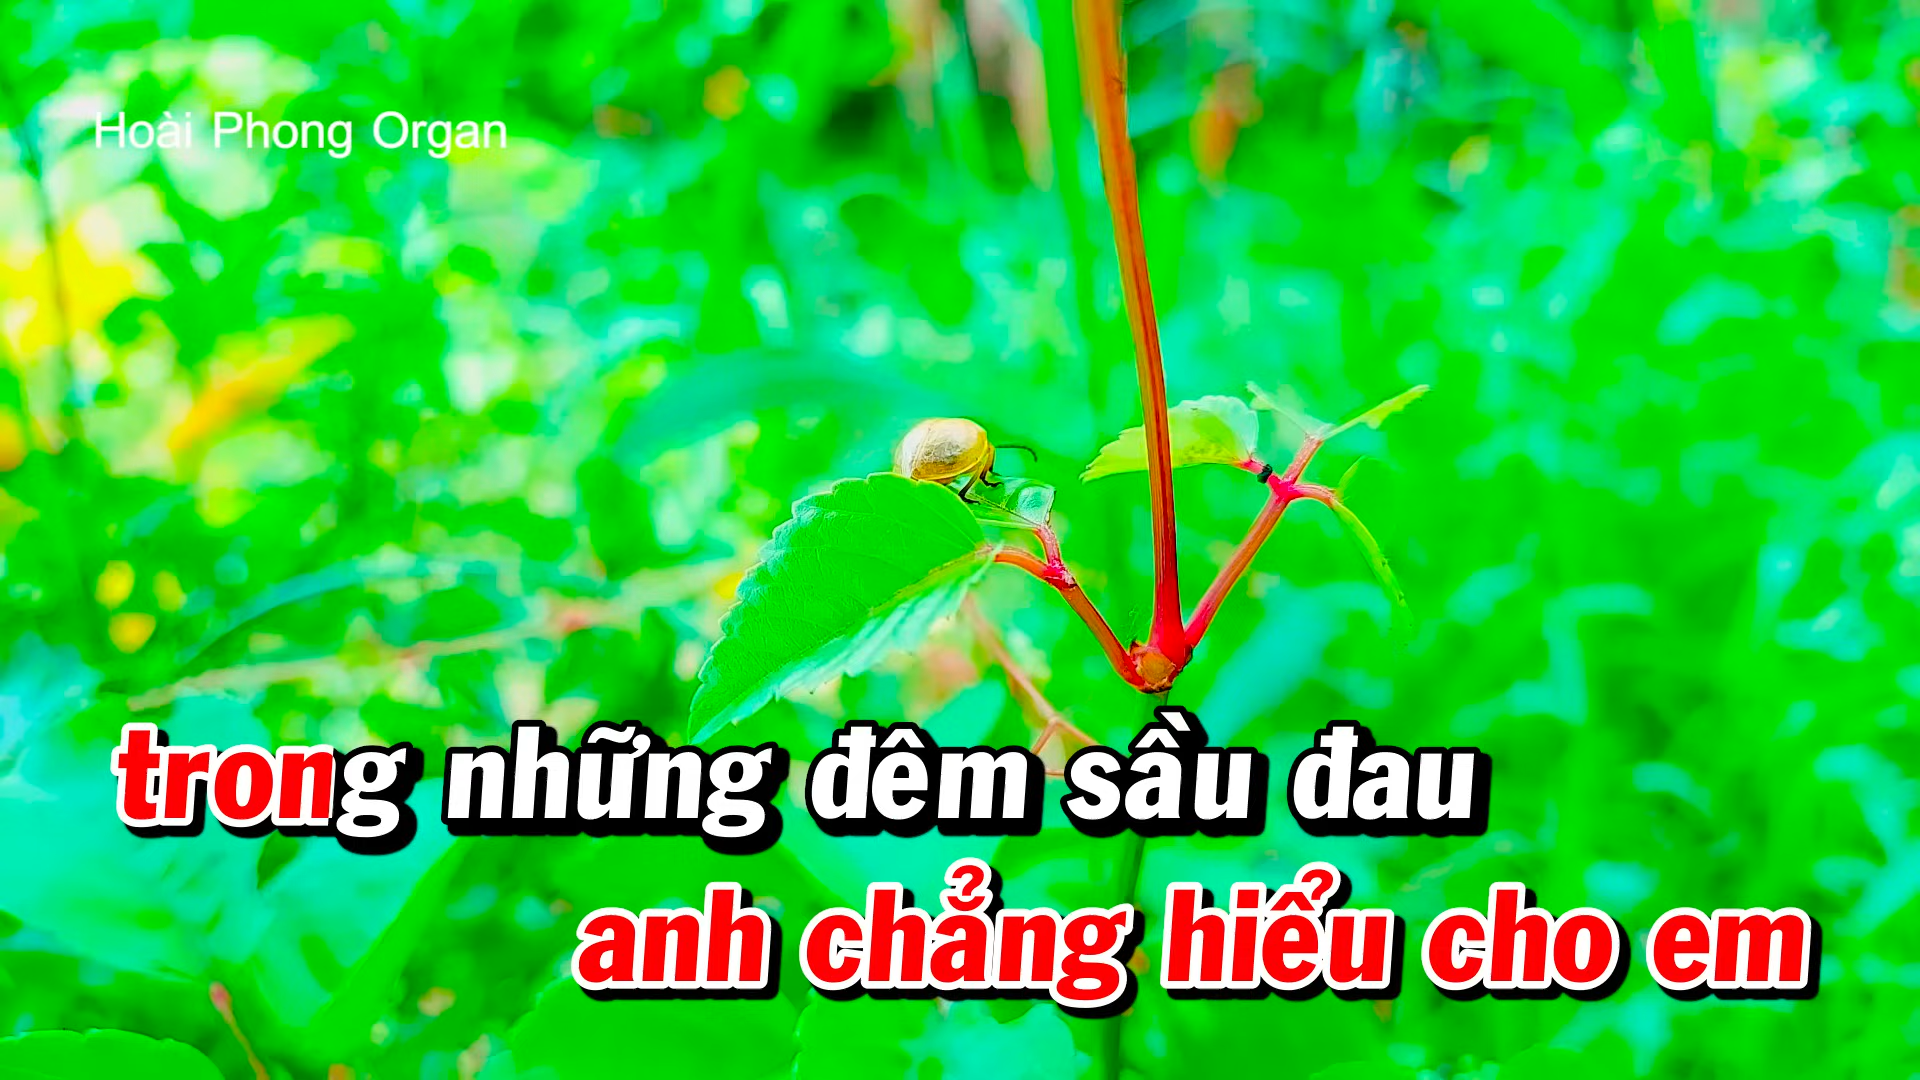 Hoài Phong Organ
trong những đêm sầu đau
anh chẳng hiểu cho em